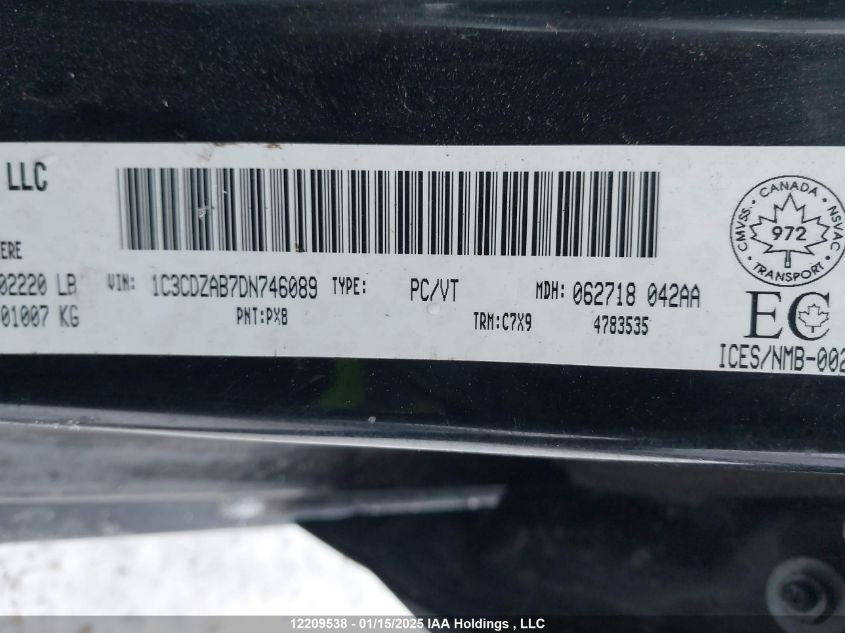 LLC
ERE
02220 LB
01007 KG
VIN: 1C3CDZAB7DN746089 TYPE: PC/VT MDH: 062718 042AA
PNT:PX8 TRM:C7X9 4783535
CMVSS. CANADA NSVAC
972
TRANSPORT
EC
ICES/NMB-002
12209538 - 01/15/2025 IAA Holdings , LLC